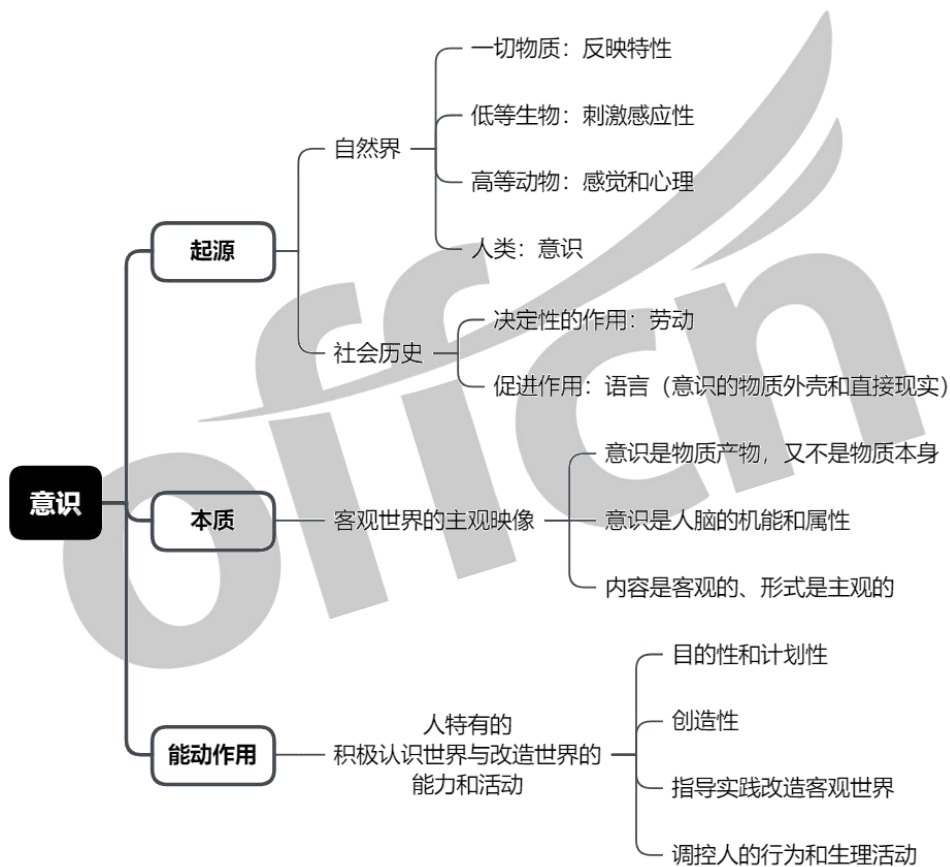 一切物质：反映特性
低等生物：刺激感应性
自然界
高等动物：感觉和心理
起源
人类：意识
决定性的作用：劳动
社会历史
促进作用：语言（意识的物质外壳和直接现实）
意识是物质产物，又不是物质本身
意识
本质
客观世界的主观映像
意识是人脑的机能和属性
内容是客观的、形式是主观的
目的性和计划性
创造性
能动作用
人特有的
积极认识世界与改造世界的
能力和活动
指导实践改造客观世界
调控人的行为和生理活动
offcn